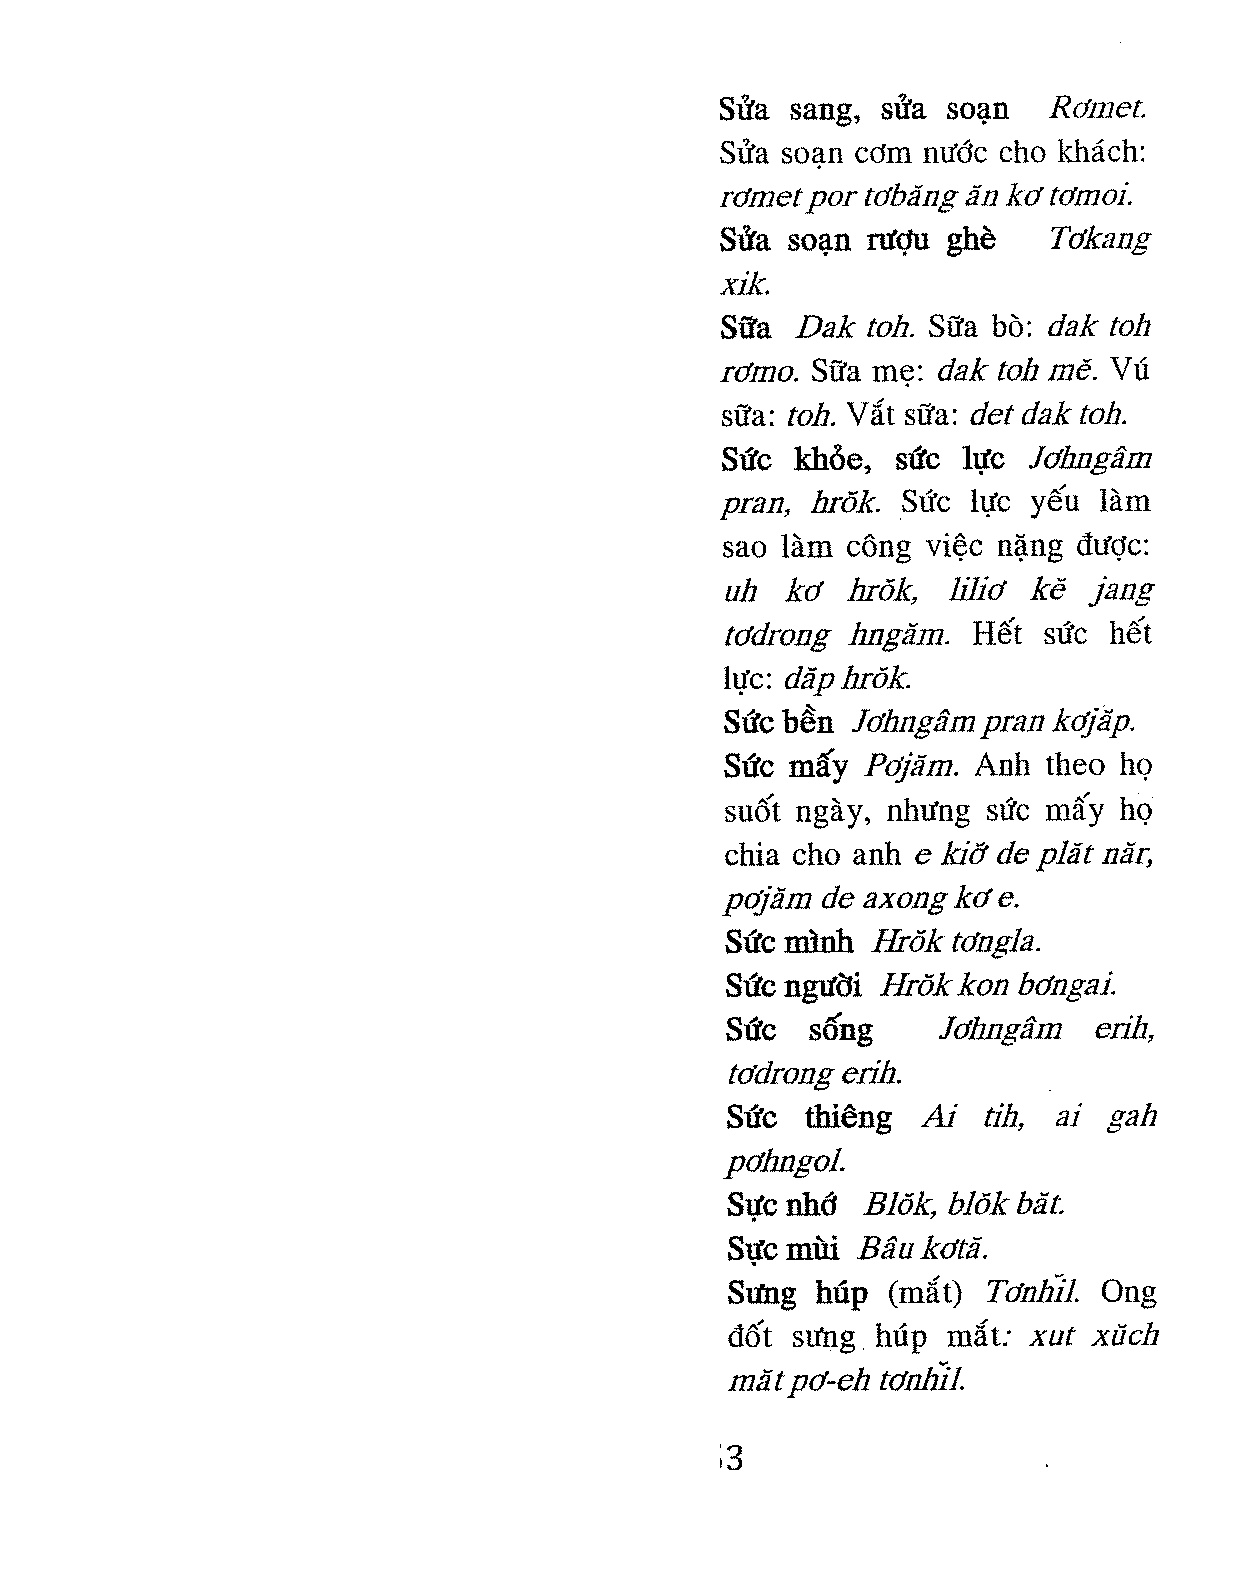 Sửa sang, sửa soạn Rơmet.
Sửa soạn cơm nước cho khách:
rơmet por tơbăng ăn kơ tơmoi.
Sửa soạn rượu ghè Tơkang
xik.
Sữa Dak toh. Sữa bò: dak toh
rơmo. Sữa mẹ: dak toh mĕ. Vú
sữa: toh. Vắt sữa: det dak toh.
Sức khỏe, sức lực Jơhngâm
pran, hrŏk. Sức lực yếu làm
sao làm công việc nặng được:
uh kơ hrŏk, liliơ kĕ jang
tơdrong hngăm. Hết sức hết
lực: dăp hrŏk.
Sức bền Jơhngâm pran kơjăp.
Sức mấy Pơjăm. Anh theo họ
suốt ngày, nhưng sức mấy họ
chia cho anh e kiơ̆ de plăt năr,
pơjăm de axong kơ e.
Sức mình Hrŏk tơngla.
Sức người Hrŏk kon bơngai.
Sức sống Jơhngâm erih,
tơdrong erih.
Sức thiêng Ai tih, ai gah
pơhngol.
Sực nhớ Blŏk, blŏk băt.
Sực mùi Bâu kơtă.
Sưng húp (mắt) Tơnhĭl. Ong
đốt sưng húp mắt: xut xŭch
măt pơ-eh tơnhĭl.
3